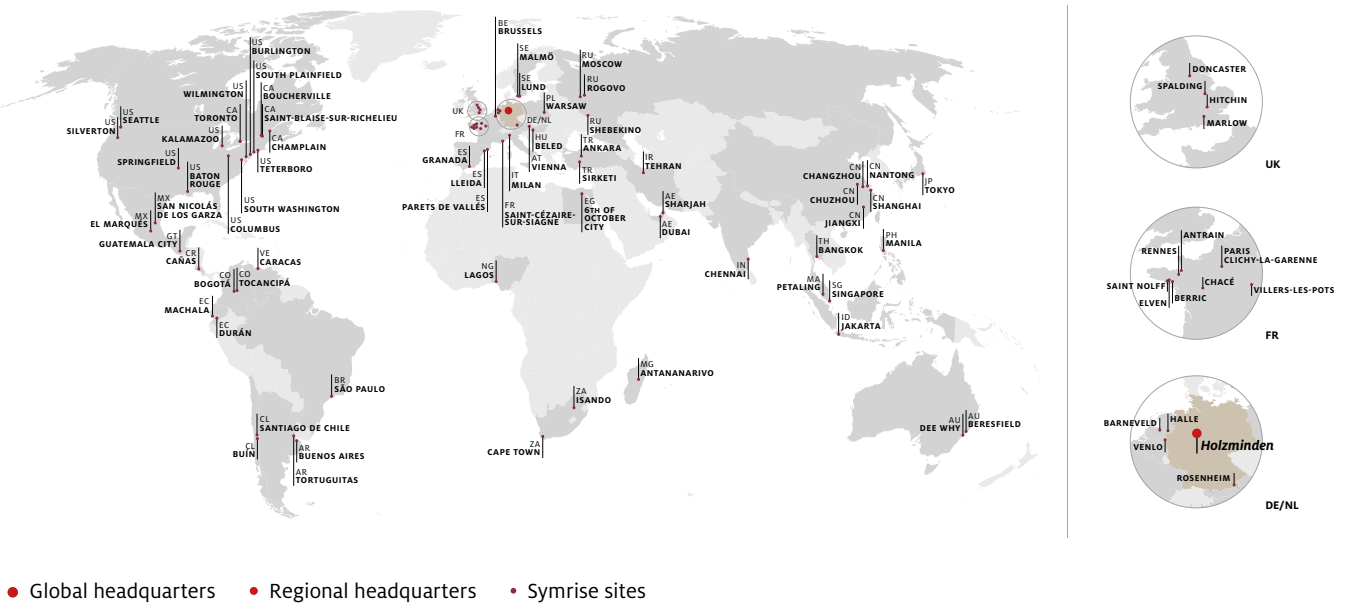 BE
BRUSSELS
US
BURLINGTON
SE
MALMÖ
RU
MOSCOW
US
SOUTH PLAINFIELD
US
WILMINGTON
CA
BOUCHERVILLE
SE
LUND
RU
ROGOVO
PL
WARSAW
CA
TORONTO
CA
SAINT-BLAISE-SUR-RICHELIEU
UK
DE/NL
US
SEATTLE
US
SILVERTON
US
KALAMAZOO
CA
CHAMPLAIN
FR
HU
BELED
RU
SHEBEKINO
TR
ANKARA
US
SPRINGFIELD
US
TETERBORO
ES
GRANADA
AT
VIENNA
IR
TEHRAN
US
BATON
ROUGE
ES
LLEIDA
IT
MILAN
TR
SIRKETI
CN
CHANGZHOU
CN
NANTONG
JP
TOKYO
MX
SAN NICOLÁS
DE LOS GARZA
US
SOUTH WASHINGTON
ES
PARETS DE VALLÉS
FR
SAINT-CÉZAIRE-
SUR-SIAGNE
EG
6TH OF
OCTOBER
CITY
AE
SHARJAH
CN
CHUZHOU
CN
SHANGHAI
MX
EL MARQUÉS
US
COLUMBUS
AE
DUBAI
CN
JIANGXI
GT
GUATEMALA CITY
PH
MANILA
TH
BANGKOK
CR
CAÑAS
VE
CARACAS
NG
LAGOS
IN
CHENNAI
CO
BOGOTÁ
CO
TOCANCIPÁ
MA
PETALING
SG
SINGAPORE
EC
MACHALA
EC
DURÁN
ID
JAKARTA
MG
ANTANANARIVO
BR
SÃO PAULO
ZA
ISANDO
CL
SANTIAGO DE CHILE
AU
DEE WHY
AU
BERESFIELD
CL
BUÍN
AR
BUENOS AIRES
ZA
CAPE TOWN
AR
TORTUGUITAS
DONCASTER
SPALDING
HITCHIN
MARLOW
UK
ANTRAIN
RENNES
PARIS
CLICHY-LA-GARENNE
SAINT NOLFF
CHACÉ
VILLERS-LES-POTS
ELVEN
BERRIC
FR
BARNEVELD
HALLE
VENLO
Holzminden
ROSENHEIM
DE/NL
Global headquarters
Regional headquarters
Symrise sites